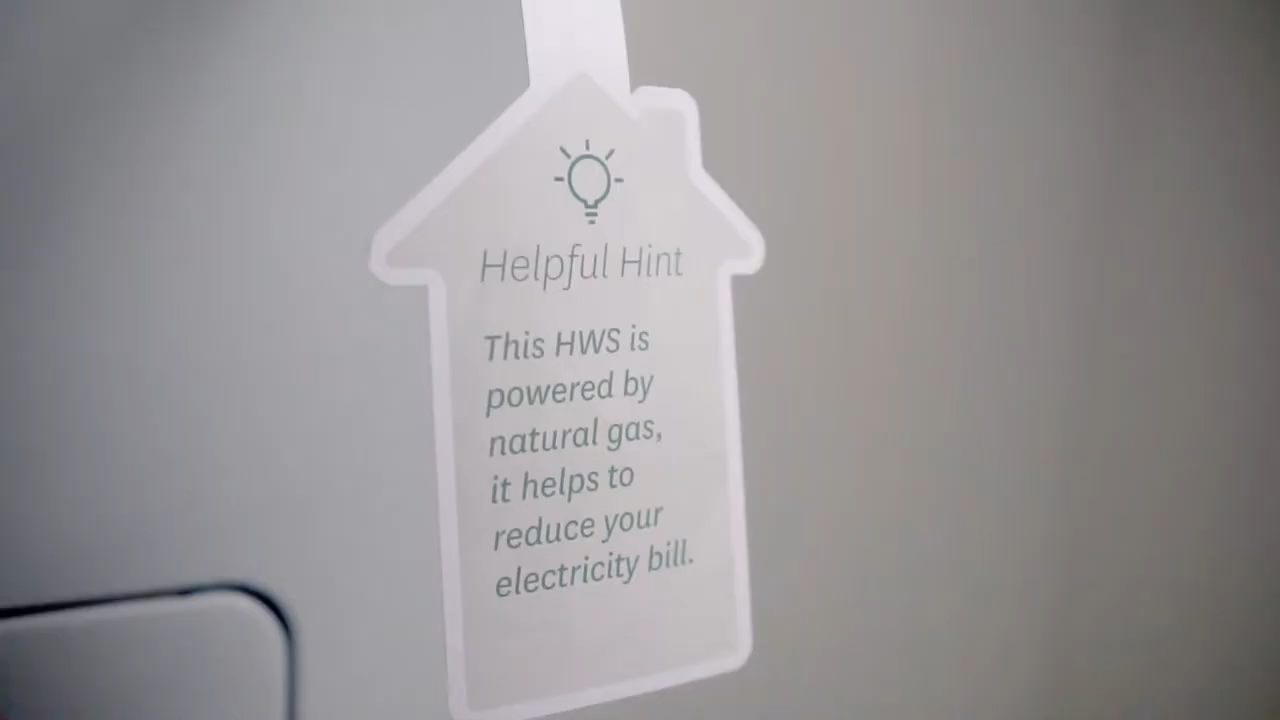 Helpful Hint
This HWS is
powered by
natural gas,
it helps to
reduce your
electricity bill.